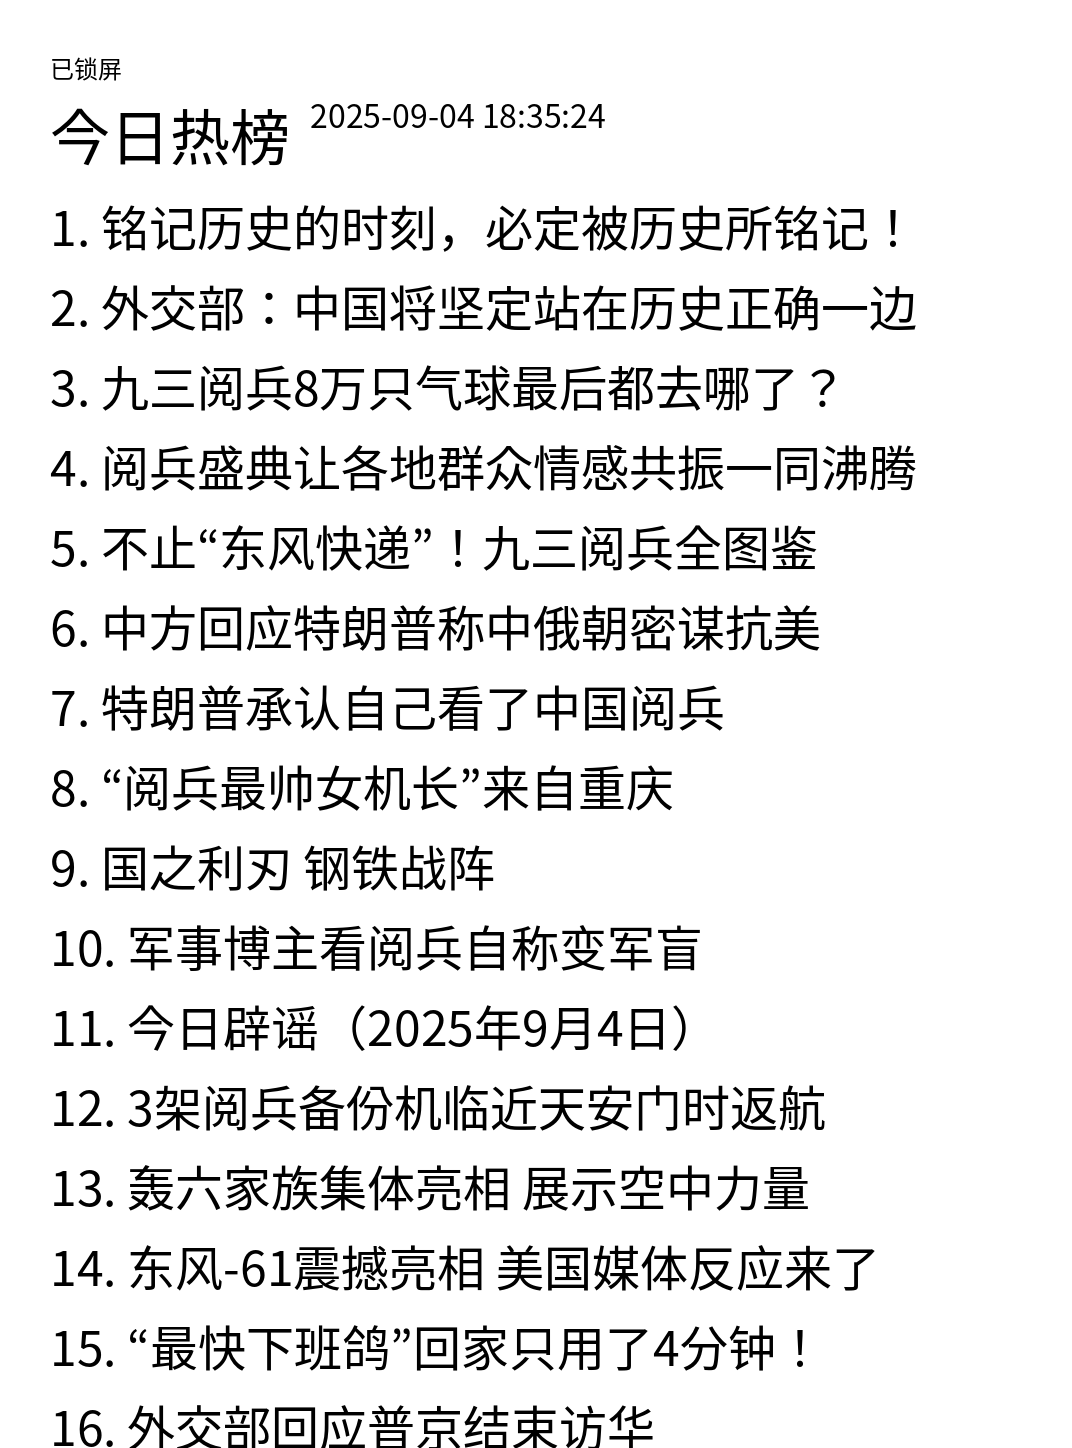 已锁屏
今日热榜 2025-09-04 18:35:24
1. 铭记历史的时刻，必定被历史所铭记！
2. 外交部：中国将坚定站在历史正确一边
3. 九三阅兵8万只气球最后都去哪了？
4. 阅兵盛典让各地群众情感共振一同沸腾
5. 不止“东风快递”！九三阅兵全图鉴
6. 中方回应特朗普称中俄朝密谋抗美
7. 特朗普承认自己看了中国阅兵
8. “阅兵最帅女机长”来自重庆
9. 国之利刃 钢铁战阵
10. 军事博主看阅兵自称变军盲
11. 今日辟谣（2025年9月4日）
12. 3架阅兵备份机临近天安门时返航
13. 轰六家族集体亮相 展示空中力量
14. 东风-61震撼亮相 美国媒体反应来了
15. “最快下班鸽”回家只用了4分钟！
16. 外交部回应普京结束访华